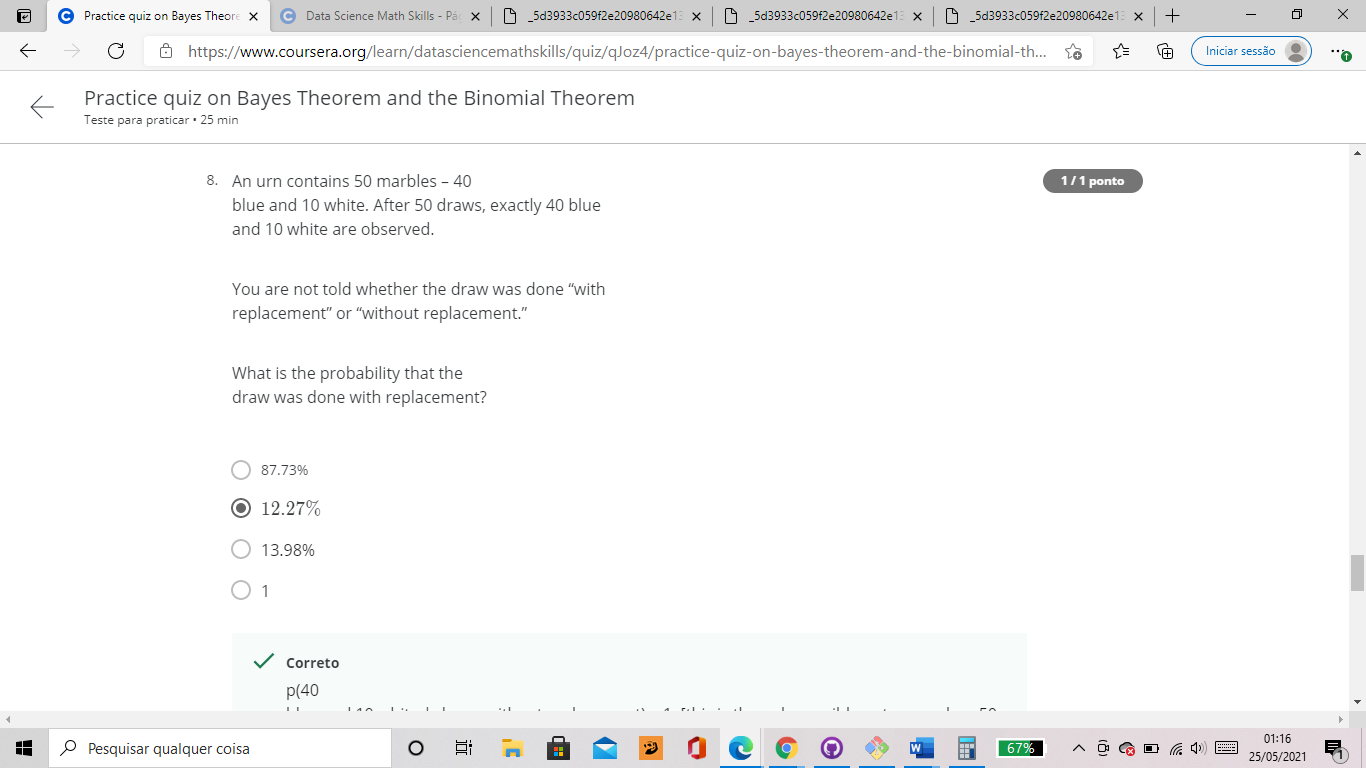 Practice quiz on Bayes Theore
Data Science Math Skills - Pá
_5d3933c059f2e20980642e13
_5d3933c059f2e20980642e13
_5d3933c059f2e20980642e13
https://www.coursera.org/learn/datasciencemathskills/quiz/qJoz4/practice-quiz-on-bayes-theorem-and-the-binomial-th...
Iniciar sessão
Practice quiz on Bayes Theorem and the Binomial Theorem
Teste para praticar • 25 min
8. An urn contains 50 marbles – 40
1 / 1 ponto
blue and 10 white. After 50 draws, exactly 40 blue
and 10 white are observed.
You are not told whether the draw was done “with
replacement” or “without replacement.”
What is the probability that the
draw was done with replacement?
87.73%
12.27%
13.98%
1
Correto
p(40
Pesquisar qualquer coisa
67%
01:16
25/05/2021
1